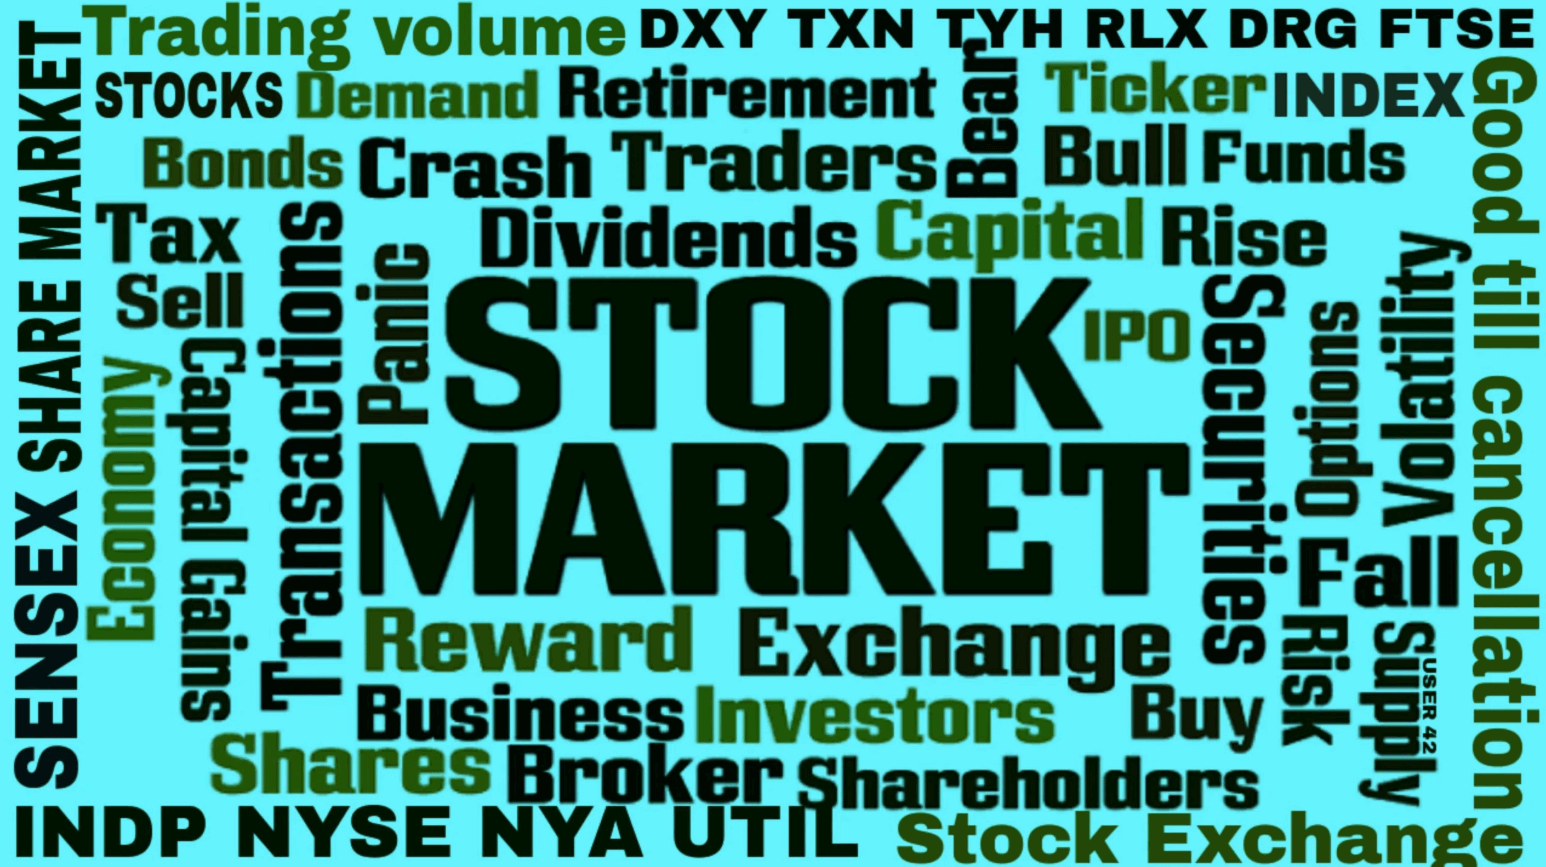 Trading volume DXY TXN TYH RLX DRG FTSE
STOCKS Demand Retirement Bear Ticker INDEX
Bonds Crash Traders Bull Funds
Tax Dividends Capital Rise
Sell
Panic
STOCK
IPO
MARKET
SENSEX SHARE MARKET
Economy
Capital Gains
Transactions
Securities
Options
Volatility
Good till cancellation
Fall
Risk
Supply
USER 42
Reward Exchange
Business Investors Buy
Shares Broker Shareholders
INDP NYSE NYA UTIL Stock Exchange